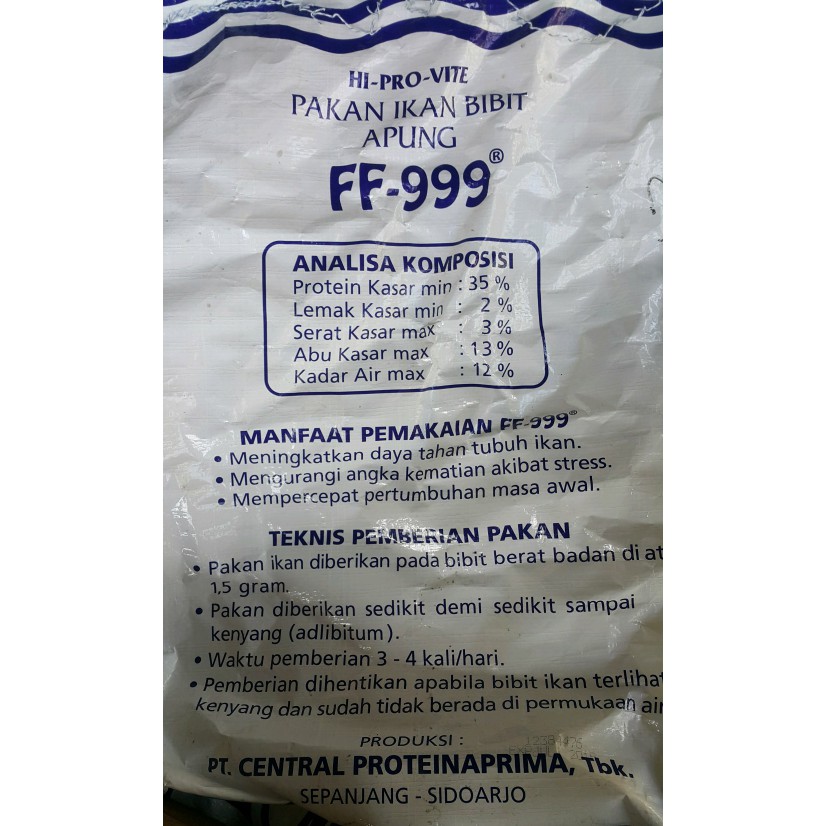 HI-PRO-VITE
PAKAN IKAN BIBIT
APUNG
FF-999®
ANALISA KOMPOSISI
Protein Kasar min : 35 %
Lemak Kasar min : 2 %
Serat Kasar max : 3 %
Abu Kasar max : 13 %
Kadar Air max : 12 %
MANFAAT PEMAKAIAN FF-999®
• Meningkatkan daya tahan tubuh ikan.
• Mengurangi angka kematian akibat stress.
• Mempercepat pertumbuhan masa awal.
TEKNIS PEMBERIAN PAKAN
• Pakan ikan diberikan pada bibit berat badan di at
1,5 gram.
• Pakan diberikan sedikit demi sedikit sampai
kenyang (adlibitum).
• Waktu pemberian 3 - 4 kali/hari.
• Pemberian dihentikan apabila bibit ikan terlihat
kenyang dan sudah tidak berada di permukaan air
PRODUKSI :
PT. CENTRAL PROTEINAPRIMA, Tbk.
SEPANJANG - SIDOARJO